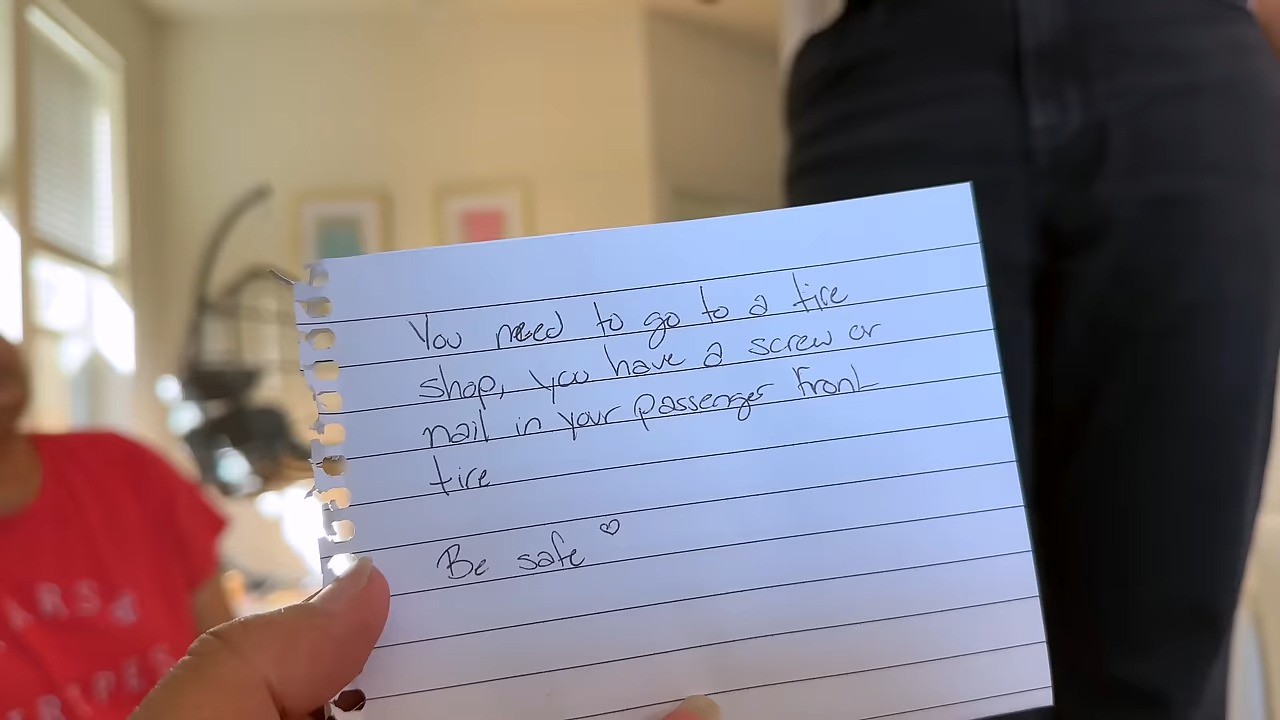 You need to go to a tire
shop, you have a screw or
nail in your passenger front
tire
Be safe ♡